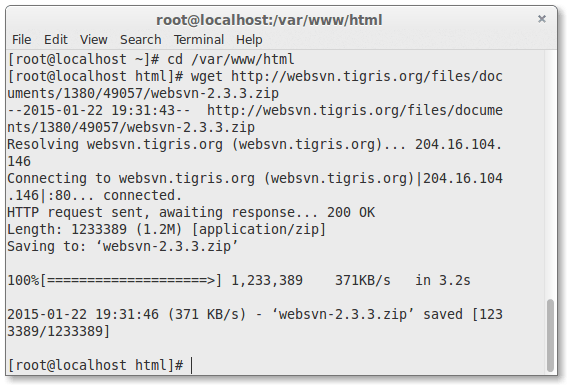 root@localhost:/var/www/html ×
File Edit View Search Terminal Help
[root@localhost ~]# cd /var/www/html
[root@localhost html]# wget http://websvn.tigris.org/files/doc
uments/1380/49057/websvn-2.3.3.zip
--2015-01-22 19:31:43--  http://websvn.tigris.org/files/docume
nts/1380/49057/websvn-2.3.3.zip
Resolving websvn.tigris.org (websvn.tigris.org)... 204.16.104.
146
Connecting to websvn.tigris.org (websvn.tigris.org)|204.16.104
.146|:80... connected.
HTTP request sent, awaiting response... 200 OK
Length: 1233389 (1.2M) [application/zip]
Saving to: ‘websvn-2.3.3.zip’
100%[====================>] 1,233,389    371KB/s   in 3.2s
2015-01-22 19:31:46 (371 KB/s) - ‘websvn-2.3.3.zip’ saved [123
3389/1233389]
[root@localhost html]#